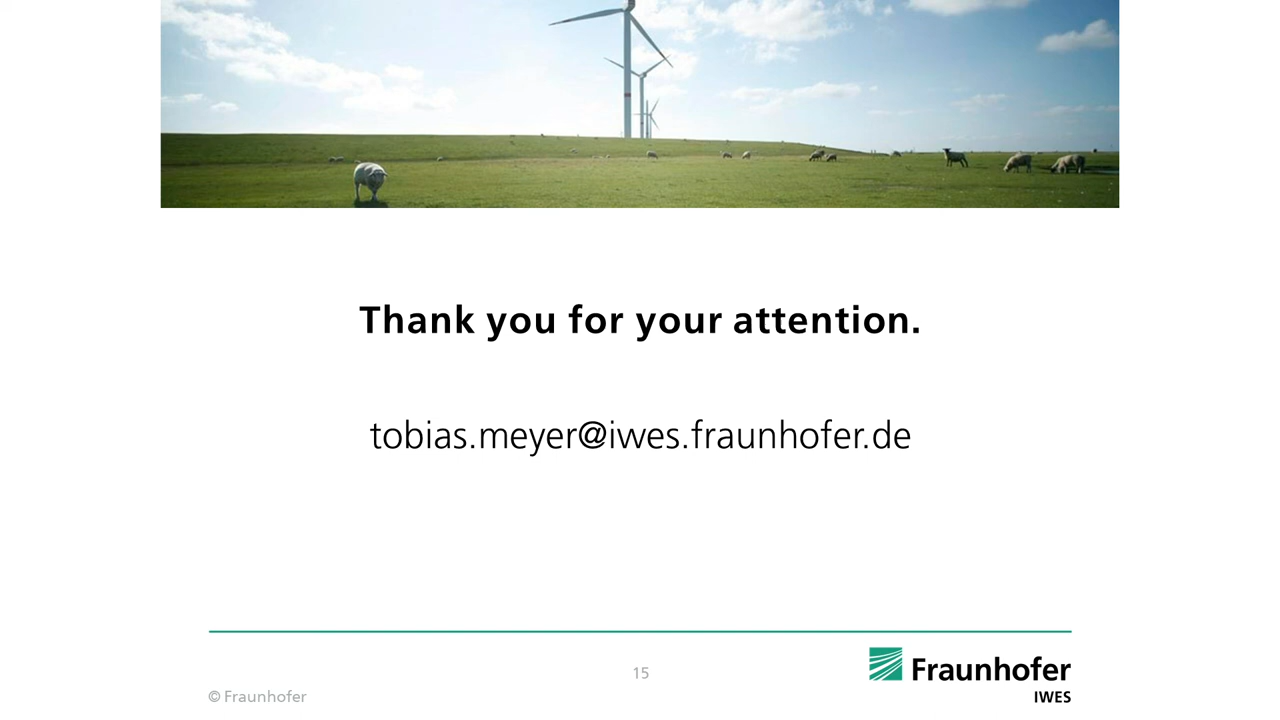 Thank you for your attention.
tobias.meyer@iwes.fraunhofer.de
15
© Fraunhofer
Fraunhofer
IWES